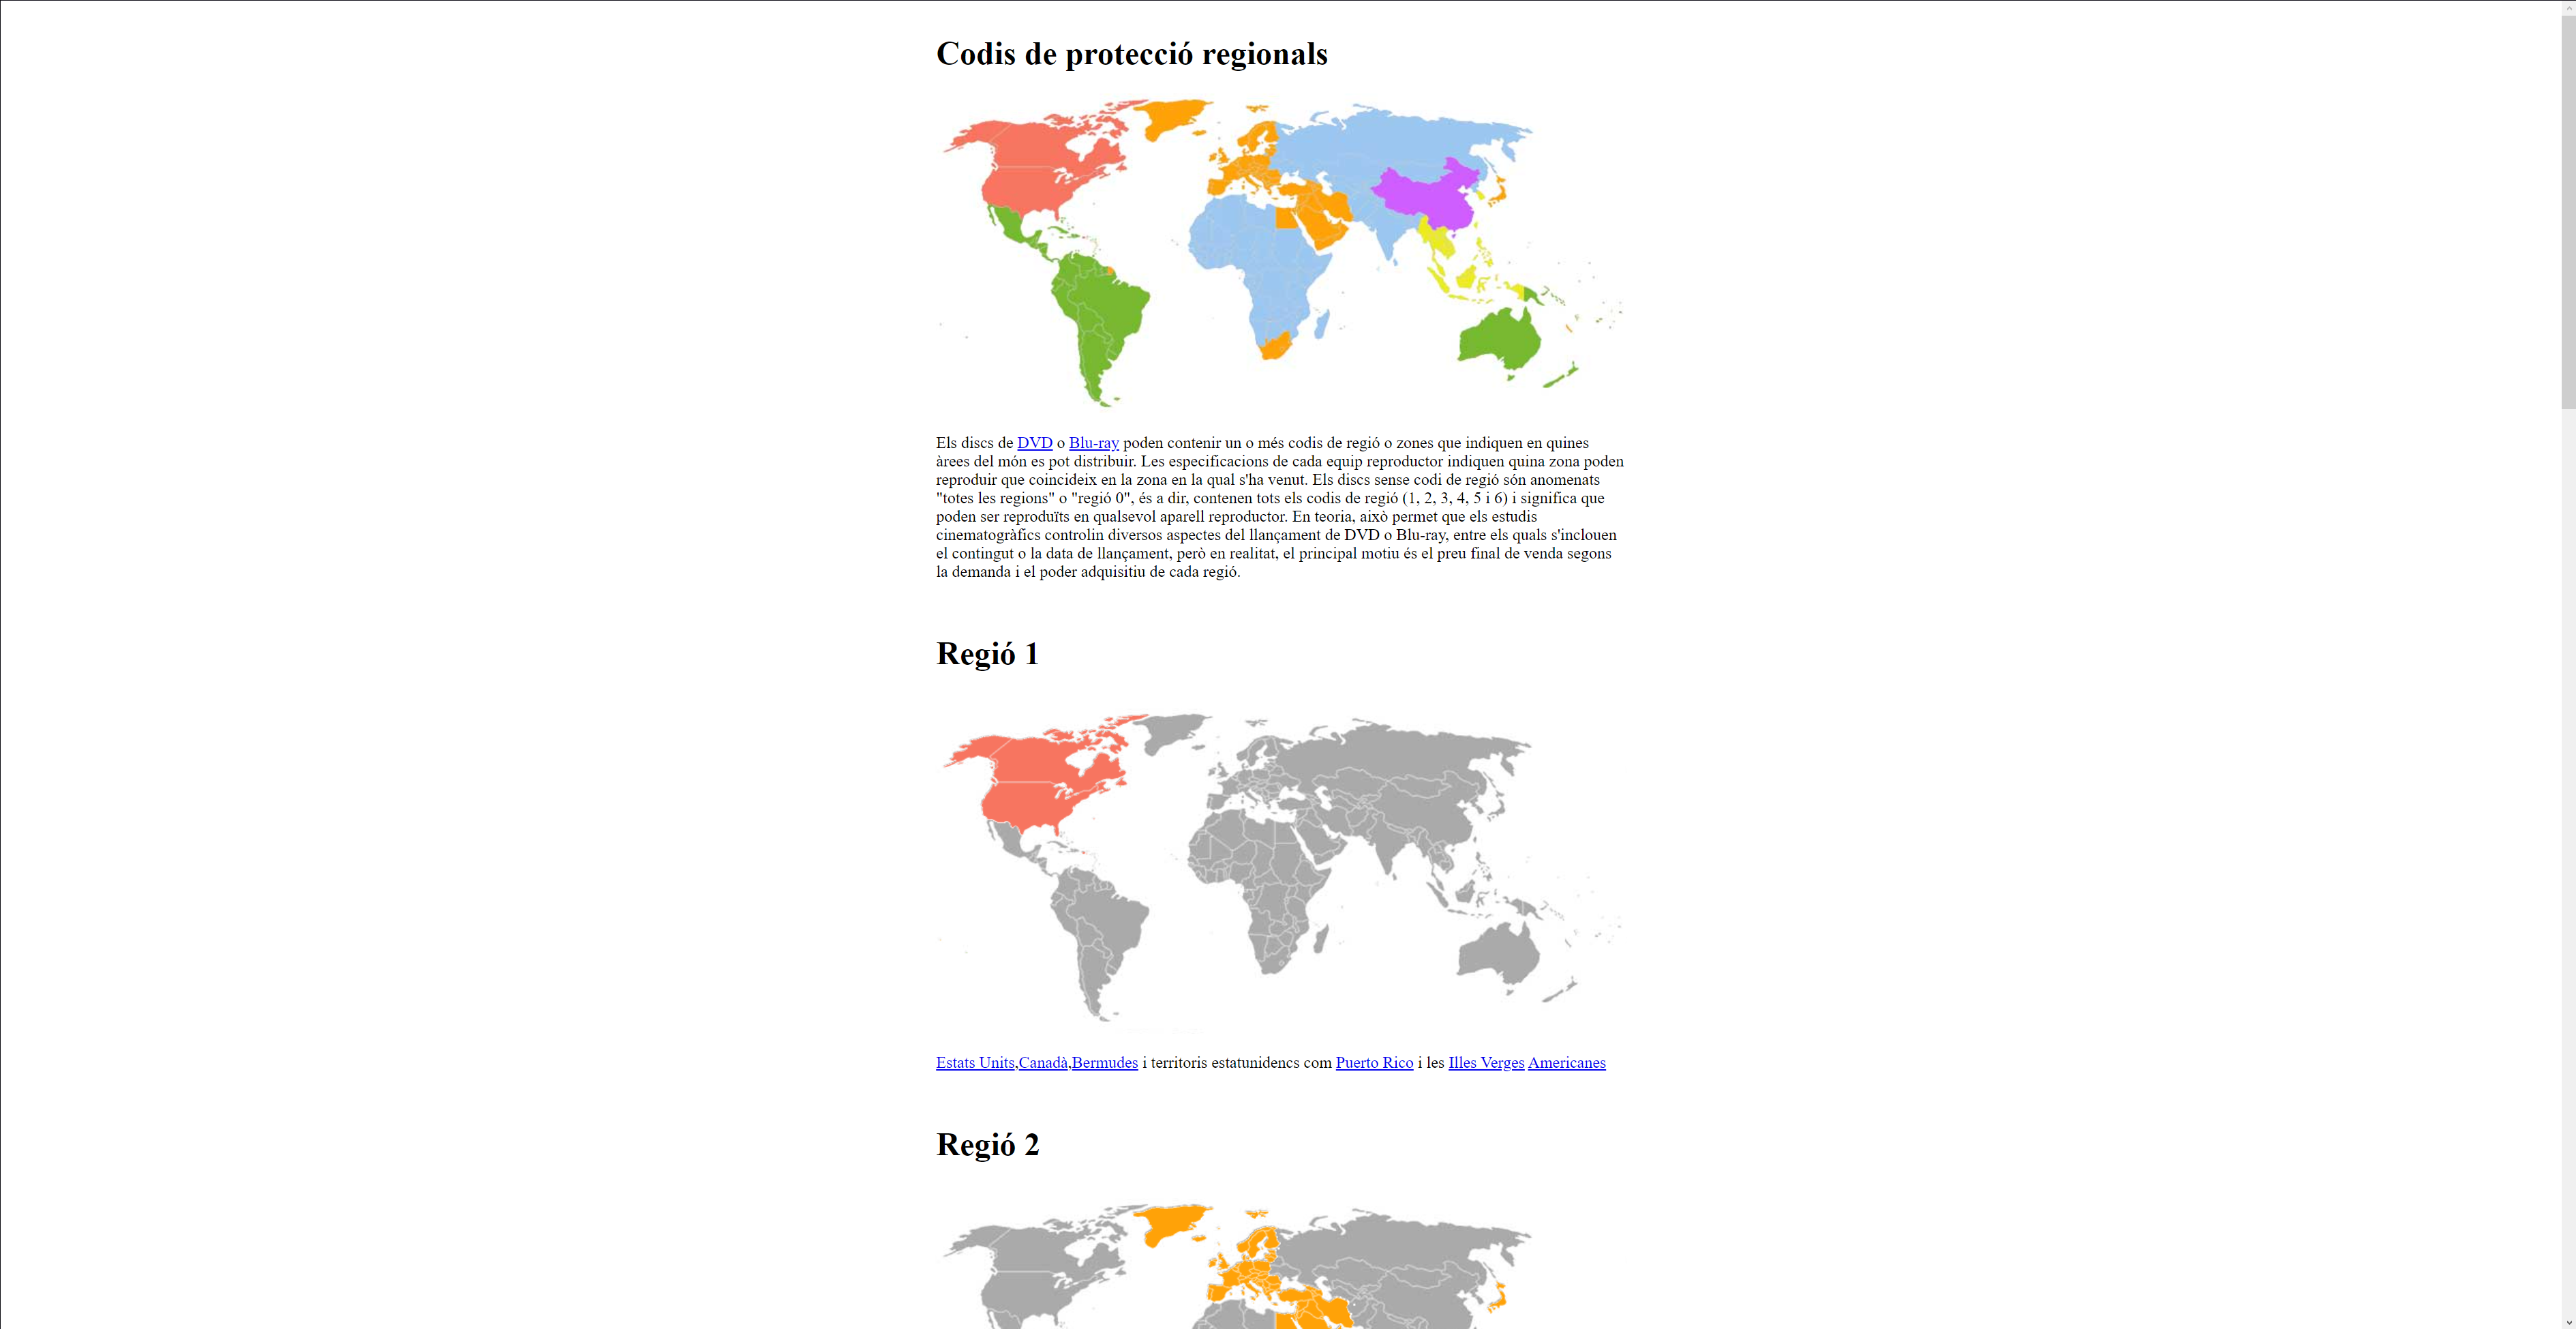 Codis de protecció regionals
Els discs de DVD o Blu-ray poden contenir un o més codis de regió o zones que indiquen en quines
àrees del món es pot distribuir. Les especificacions de cada equip reproductor indiquen quina zona poden
reproduir que coincideix en la zona en la qual s'ha venut. Els discs sense codi de regió són anomenats
"totes les regions" o "regió 0", és a dir, contenen tots els codis de regió (1, 2, 3, 4, 5 i 6) i significa que
poden ser reproduïts en qualsevol aparell reproductor. En teoria, això permet que els estudis
cinematogràfics controlin diversos aspectes del llançament de DVD o Blu-ray, entre els quals s'inclouen
el contingut o la data de llançament, però en realitat, el principal motiu és el preu final de venda segons
la demanda i el poder adquisitiu de cada regió.
Regió 1
Estats Units,Canadà,Bermudes i territoris estatunidencs com Puerto Rico i les Illes Verges Americanes
Regió 2